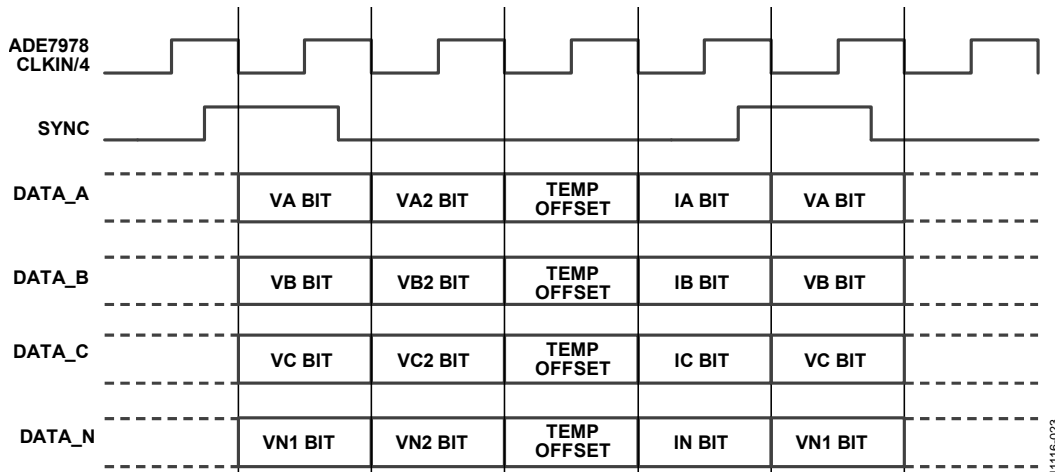 ADE7978
CLKIN/4
SYNC
DATA_A
VA BIT
VA2 BIT
TEMP
OFFSET
IA BIT
VA BIT
DATA_B
VB BIT
VB2 BIT
TEMP
OFFSET
IB BIT
VB BIT
DATA_C
VC BIT
VC2 BIT
TEMP
OFFSET
IC BIT
VC BIT
DATA_N
VN1 BIT
VN2 BIT
TEMP
OFFSET
IN BIT
VN1 BIT